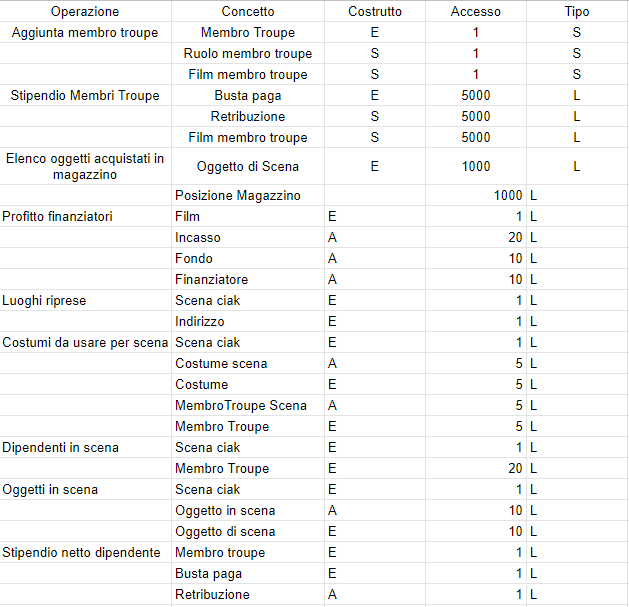 Operazione Concetto Costrutto Accesso Tipo
Aggiunta membro troupe Membro Troupe E 1 S
Ruolo membro troupe S 1 S
Film membro troupe S 1 S
Stipendio Membri Troupe Busta paga E 5000 L
Retribuzione S 5000 L
Film membro troupe S 5000 L
Elenco oggetti acquistati in
magazzino Oggetto di Scena E 1000 L
Posizione Magazzino 1000 L
Profitto finanziatori Film E 1 L
Incasso A 20 L
Fondo A 10 L
Finanziatore A 10 L
Luoghi riprese Scena ciak E 1 L
Indirizzo E 1 L
Costumi da usare per scena Scena ciak E 1 L
Costume scena A 5 L
Costume E 5 L
MembroTroupe Scena A 5 L
Membro Troupe E 5 L
Dipendenti in scena Scena ciak E 1 L
Membro Troupe E 20 L
Oggetti in scena Scena ciak E 1 L
Oggetto in scena A 10 L
Oggetto di scena E 10 L
Stipendio netto dipendente Membro troupe E 1 L
Busta paga E 1 L
Retribuzione A 1 L